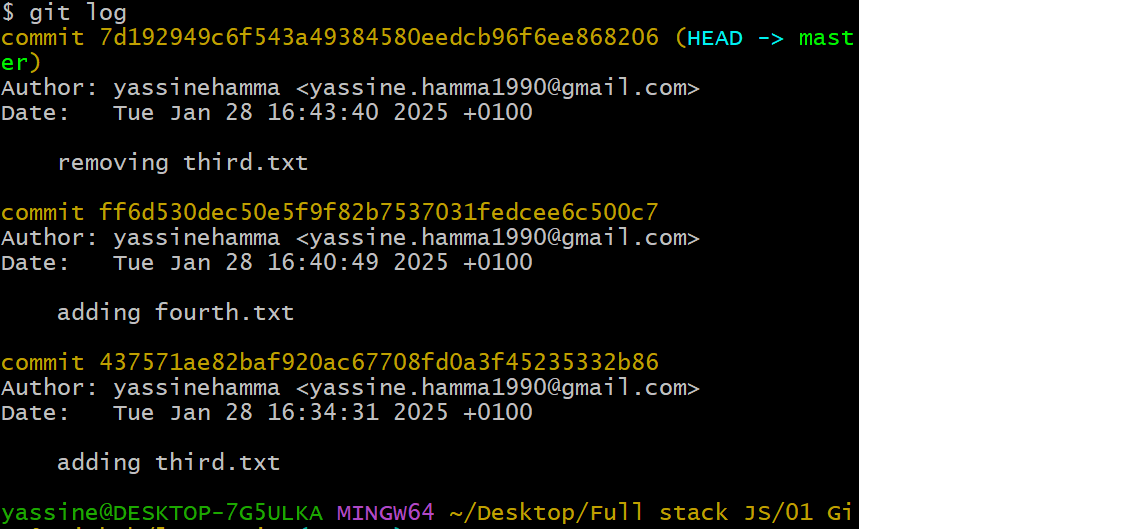 $ git log
commit 7d192949c6f543a49384580eedcb96f6ee868206 (HEAD -> mast
er)
Author: yassinehamma <yassine.hamma1990@gmail.com>
Date:   Tue Jan 28 16:43:40 2025 +0100
    removing third.txt
commit ff6d530dec50e5f9f82b7537031fedcee6c500c7
Author: yassinehamma <yassine.hamma1990@gmail.com>
Date:   Tue Jan 28 16:40:49 2025 +0100
    adding fourth.txt
commit 437571ae82baf920ac67708fd0a3f45235332b86
Author: yassinehamma <yassine.hamma1990@gmail.com>
Date:   Tue Jan 28 16:34:31 2025 +0100
    adding third.txt
yassine@DESKTOP-7G5ULKA MINGW64 ~/Desktop/Full stack JS/01 Gi